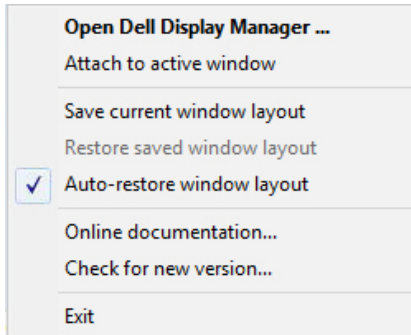 Open Dell Display Manager ...
Attach to active window
Save current window layout
Restore saved window layout
Auto-restore window layout
Online documentation...
Check for new version...
Exit